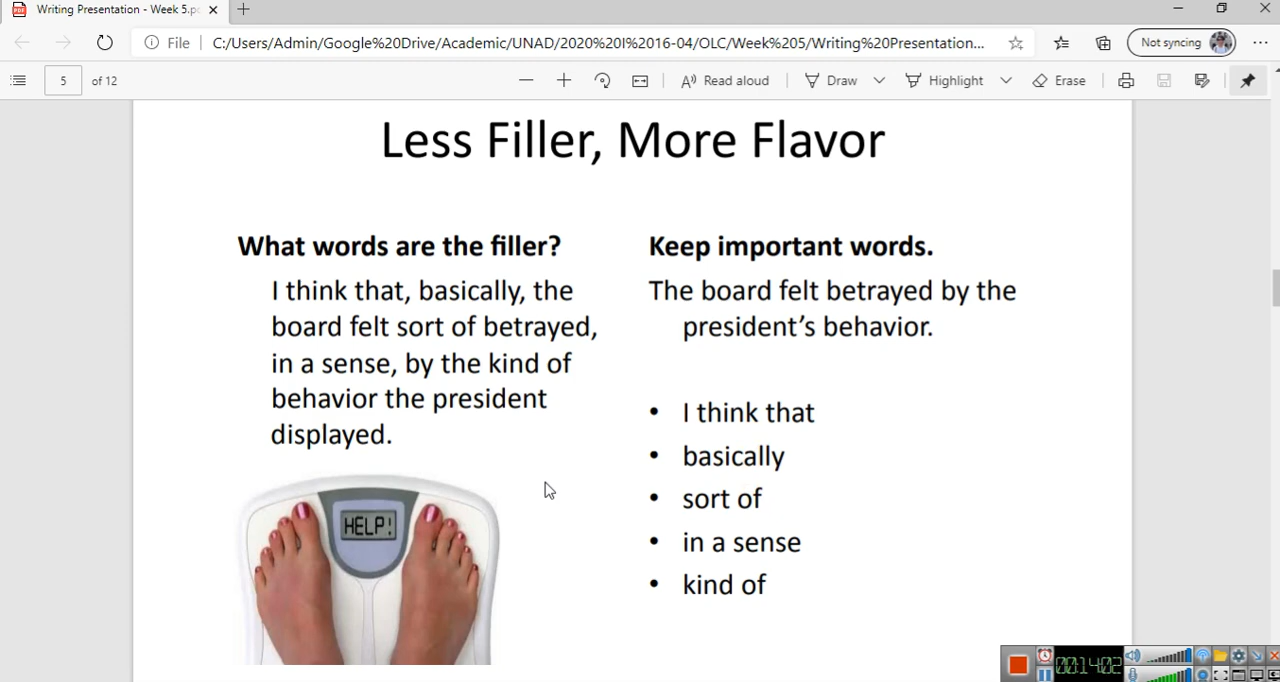 Writing Presentation - Week 5.p
Not syncing
File
C:/Users/Admin/Google%20Drive/Academic/UNAD/2020%20I%2016-04/OLC/Week%205/Writing%20Presentation...
5
of 12
Read aloud
Draw
Highlight
Erase
Less Filler, More Flavor
What words are the filler?
I think that, basically, the
board felt sort of betrayed,
in a sense, by the kind of
behavior the president
displayed.
HELP!
Keep important words.
The board felt betrayed by the
president’s behavior.
• I think that
• basically
• sort of
• in a sense
• kind of
00:14:02